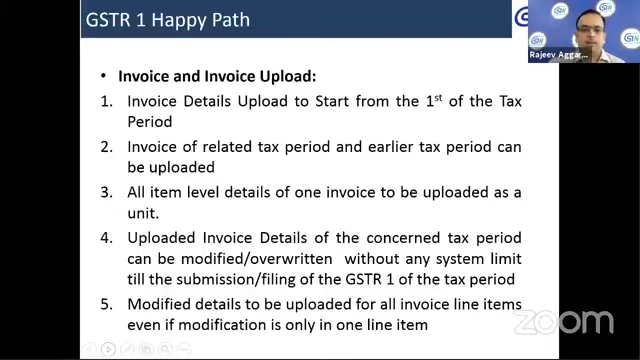 GSTR 1 Happy Path
Rajeev Aggar...
• Invoice and Invoice Upload:
1. Invoice Details Upload to Start from the 1st of the Tax
Period
2. Invoice of related tax period and earlier tax period can
be uploaded
3. All item level details of one invoice to be uploaded as a
unit.
4. Uploaded Invoice Details of the concerned tax period
can be modified/overwritten without any system limit
till the submission/filing of the GSTR 1 of the tax period
5. Modified details to be uploaded for all invoice line items
even if modification is only in one line item
zoom